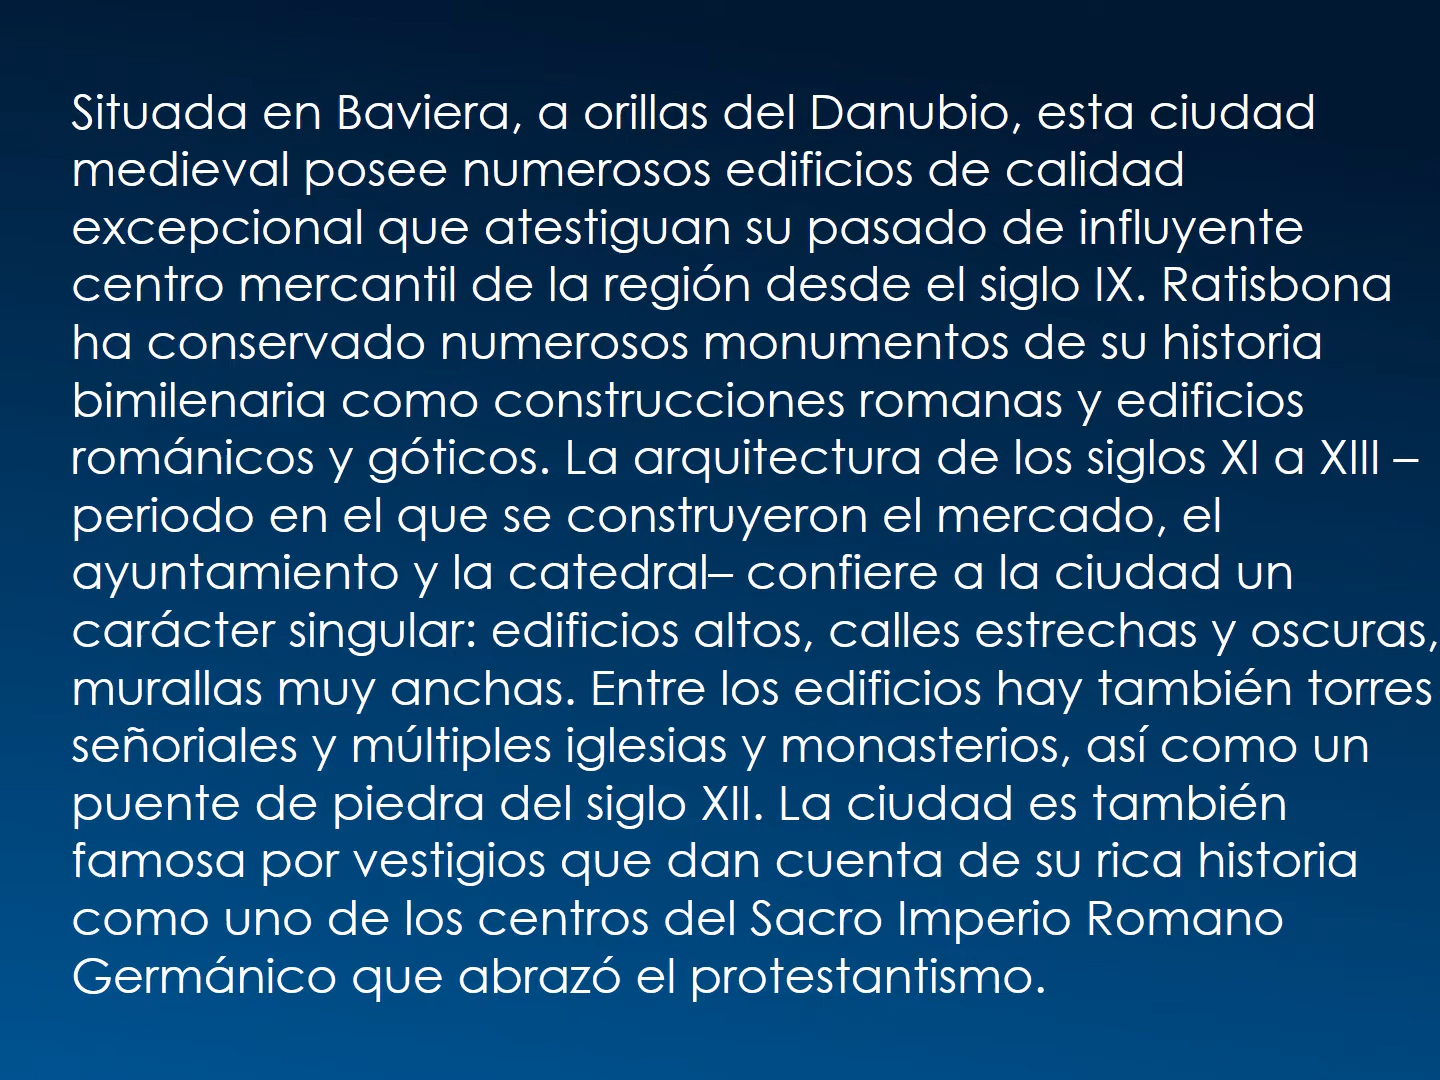 Situada en Baviera, a orillas del Danubio, esta ciudad
medieval posee numerosos edificios de calidad
excepcional que atestiguan su pasado de influyente
centro mercantil de la región desde el siglo IX. Ratisbona
ha conservado numerosos monumentos de su historia
bimilenaria como construcciones romanas y edificios
románicos y góticos. La arquitectura de los siglos XI a XIII –
periodo en el que se construyeron el mercado, el
ayuntamiento y la catedral– confiere a la ciudad un
carácter singular: edificios altos, calles estrechas y oscuras,
murallas muy anchas. Entre los edificios hay también torres
señoriales y múltiples iglesias y monasterios, así como un
puente de piedra del siglo XII. La ciudad es también
famosa por vestigios que dan cuenta de su rica historia
como uno de los centros del Sacro Imperio Romano
Germánico que abrazó el protestantismo.